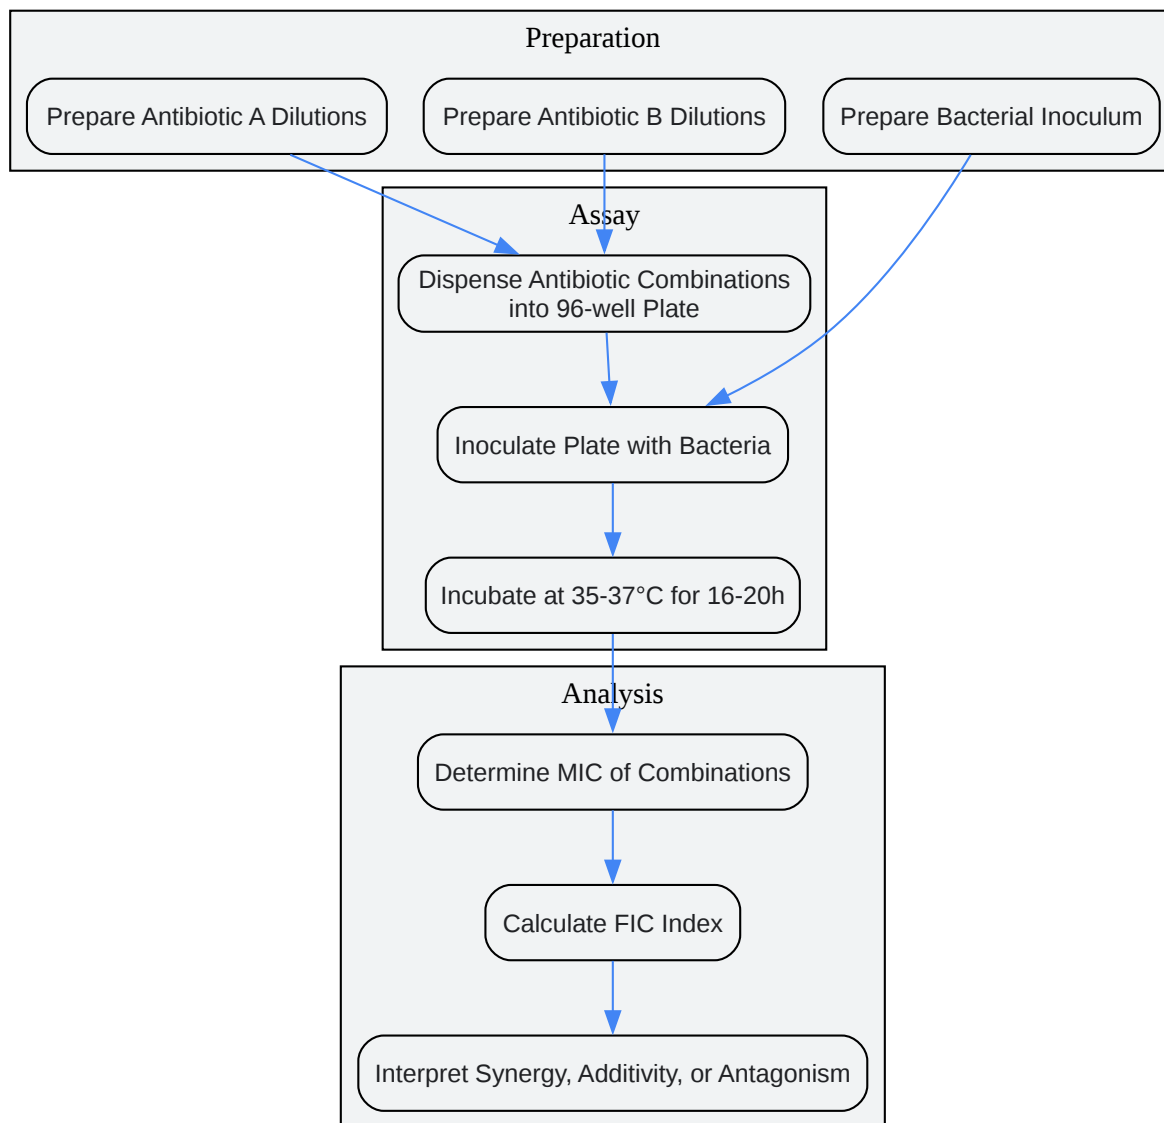 Preparation
Prepare Antibiotic A Dilutions
Prepare Antibiotic B Dilutions
Prepare Bacterial Inoculum
Assay
Dispense Antibiotic Combinations
into 96-well Plate
Inoculate Plate with Bacteria
Incubate at 35-37°C for 16-20h
Analysis
Determine MIC of Combinations
Calculate FIC Index
Interpret Synergy, Additivity, or Antagonism